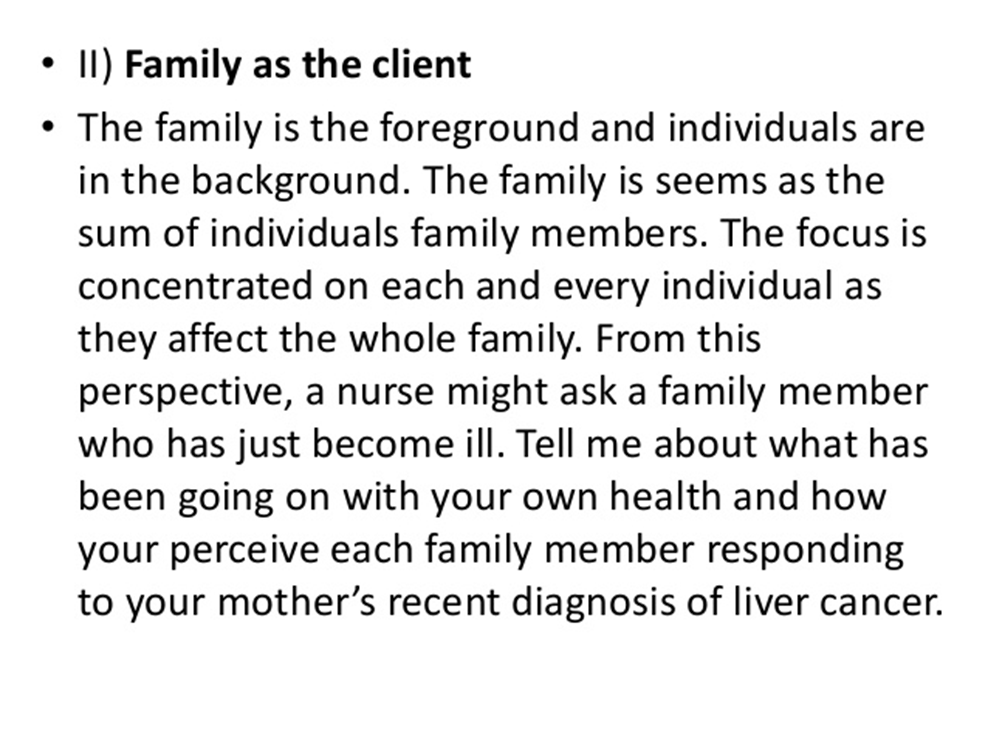 • II) Family as the client
• The family is the foreground and individuals are
in the background. The family is seems as the
sum of individuals family members. The focus is
concentrated on each and every individual as
they affect the whole family. From this
perspective, a nurse might ask a family member
who has just become ill. Tell me about what has
been going on with your own health and how
your perceive each family member responding
to your mother’s recent diagnosis of liver cancer.